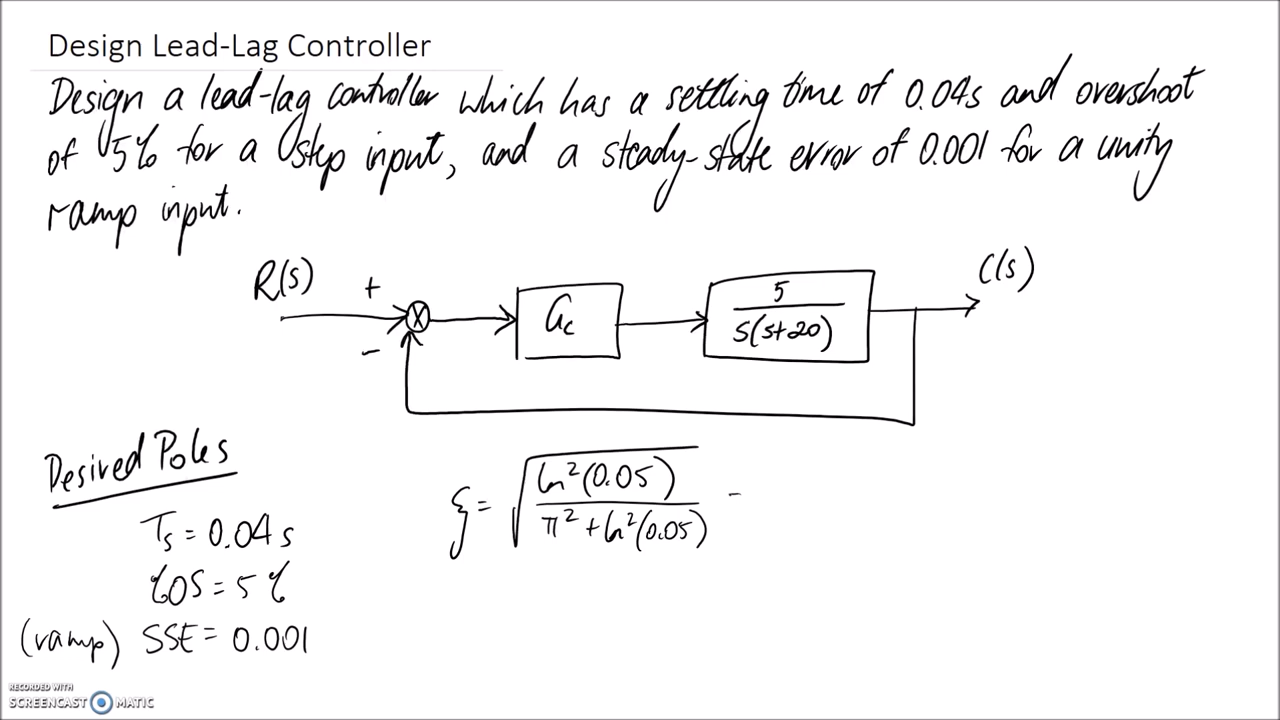 Design Lead-Lag Controller
Design a lead-lag controller which has a settling time of 0.04s and overshoot
of 5% for a step input, and a steady-state error of 0.001 for a unity
ramp input.
R(s) + − Gc 5/(s(s+20)) C(s)
Desired Poles
Ts = 0.04 s
%OS = 5 %
(ramp) SSE = 0.001
ξ = √(ln²(0.05)/(π² + ln²(0.05)))
RECORDED WITH
SCREENCAST MATIC